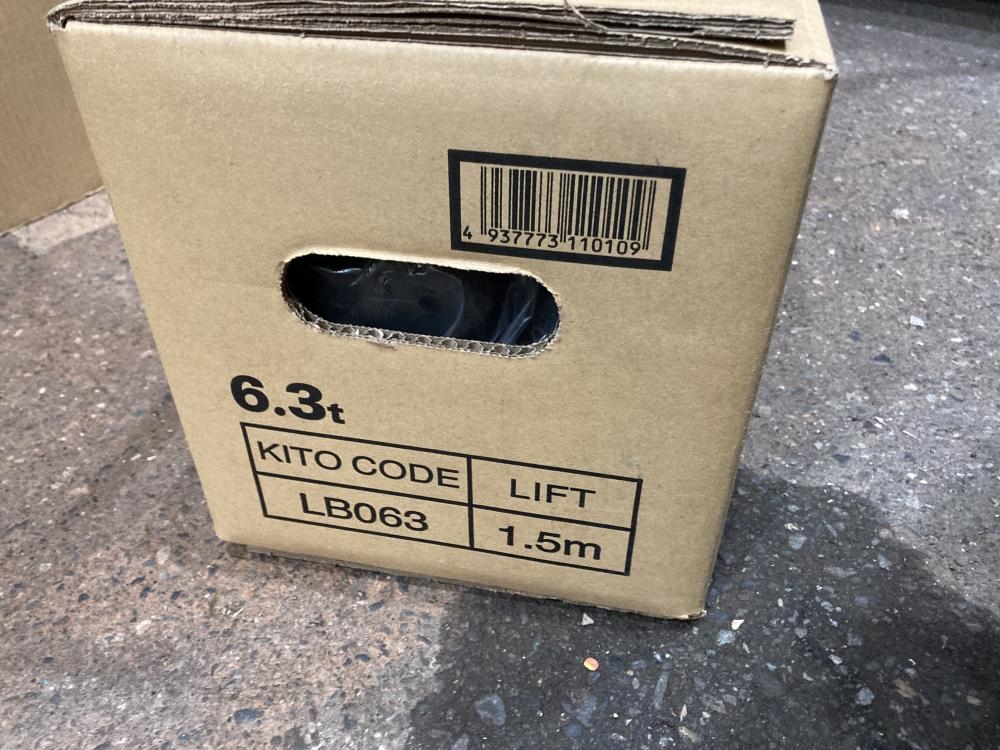 4 937773 110109
6.3t
KITO CODE LIFT
LB063 1.5m